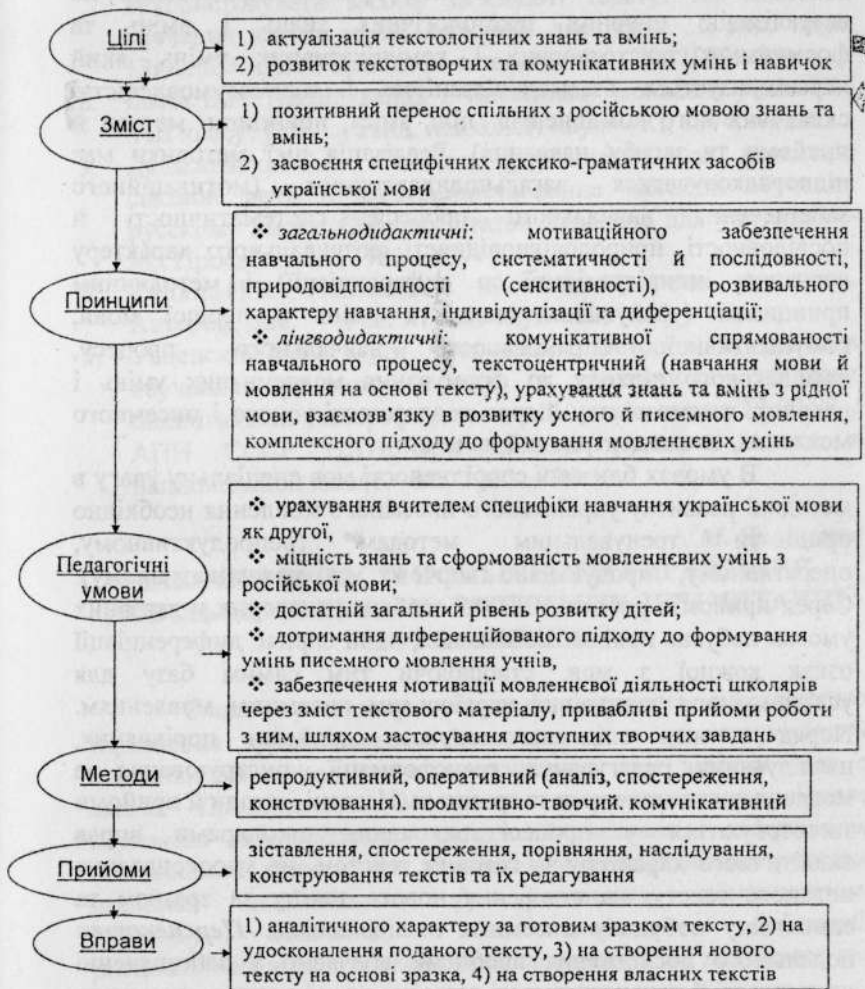 Цілі
1) актуалізація текстологічних знань та вмінь;
2) розвиток текстотворчих та комунікативних умінь і навичок
Зміст
1) позитивний перенос спільних з російською мовою знань та
вмінь;
2) засвоєння специфічних лексико-граматичних засобів
української мови
Принципи
❖ загальнодидактичні: мотиваційного забезпечення
навчального процесу, систематичності й послідовності,
природовідповідності (сенситивності), розвивального
характеру навчання, індивідуалізації та диференціації;
❖ лінгводидактичні: комунікативної спрямованості
навчального процесу, текстоцентричний (навчання мови й
мовлення на основі тексту), урахування знань та вмінь з рідної
мови, взаємозв'язку в розвитку усного й писемного мовлення,
комплексного підходу до формування мовленнєвих умінь
Педагогічні
умови
❖ урахування вчителем специфіки навчання української мови
як другої,
❖ міцність знань та сформованість мовленнєвих умінь з
російської мови;
❖ достатній загальний рівень розвитку дітей;
❖ дотримання диференційованого підходу до формування
умінь писемного мовлення учнів,
❖ забезпечення мотивації мовленнєвої діяльності школярів
через зміст текстового матеріалу, привабливі прийоми роботи
з ним, шляхом застосування доступних творчих завдань
Методи
репродуктивний, оперативний (аналіз, спостереження,
конструювання), продуктивно-творчий, комунікативний
Прийоми
зіставлення, спостереження, порівняння, наслідування,
конструювання текстів та їх редагування
Вправи
1) аналітичного характеру за готовим зразком тексту, 2) на
удосконалення поданого тексту, 3) на створення нового
тексту на основі зразка, 4) на створення власних текстів